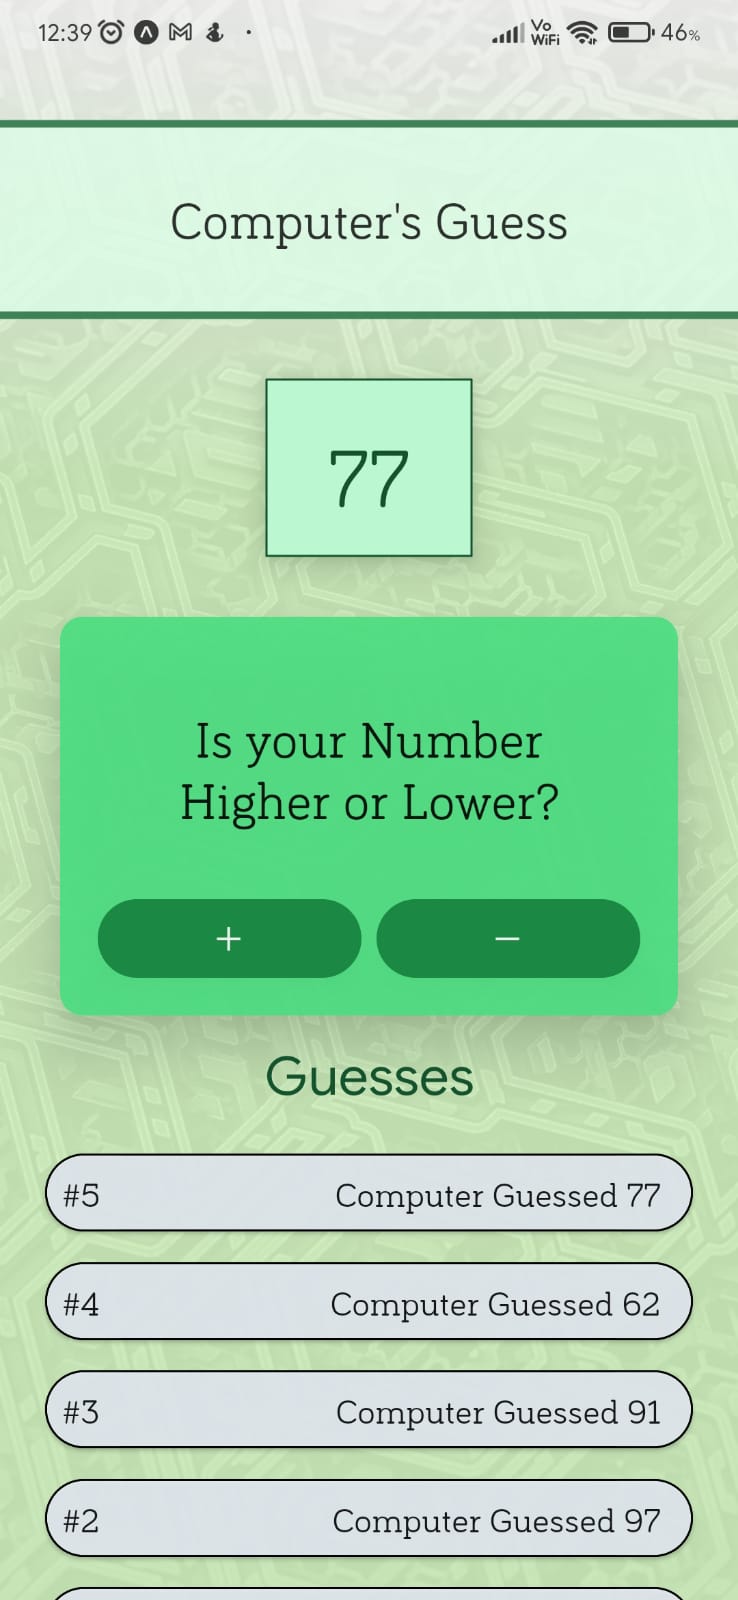 12:39
Vo
WiFi
46%
Computer's Guess
77
Is your Number
Higher or Lower?
+ −
Guesses
#5 Computer Guessed 77
#4 Computer Guessed 62
#3 Computer Guessed 91
#2 Computer Guessed 97